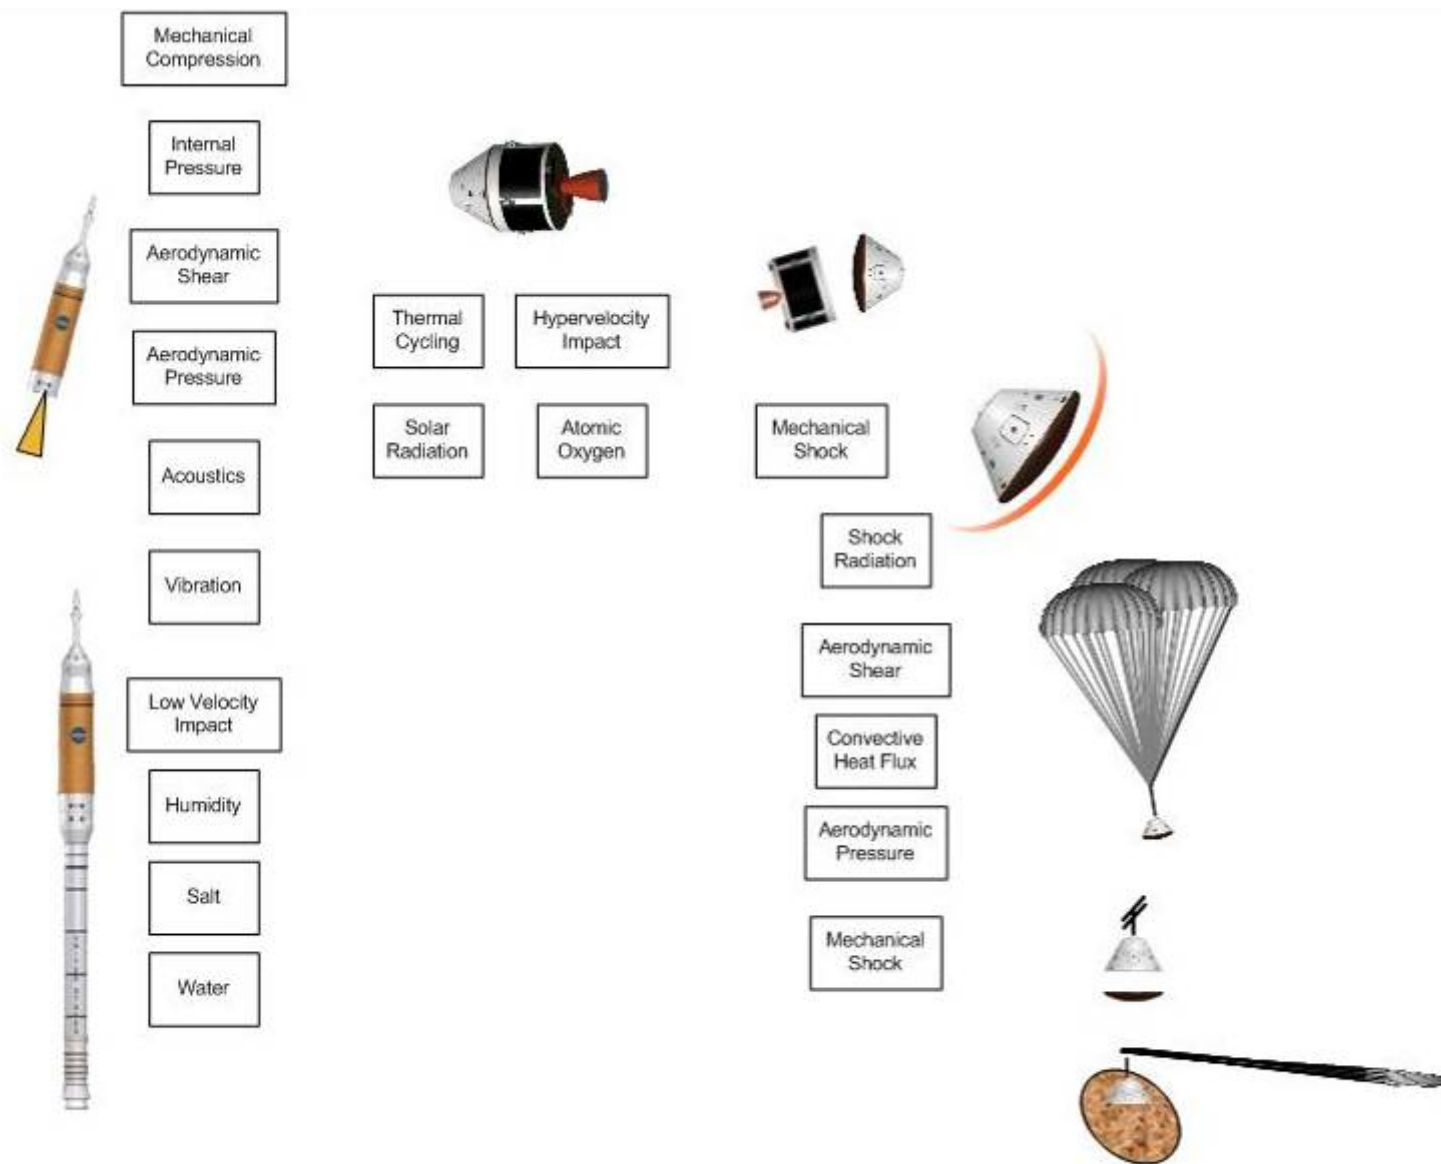 Mechanical
Compression
Internal
Pressure
Aerodynamic
Shear
Aerodynamic
Pressure
Acoustics
Vibration
Low Velocity
Impact
Humidity
Salt
Water
Thermal
Cycling
Hypervelocity
Impact
Solar
Radiation
Atomic
Oxygen
Mechanical
Shock
Shock
Radiation
Aerodynamic
Shear
Convective
Heat Flux
Aerodynamic
Pressure
Mechanical
Shock